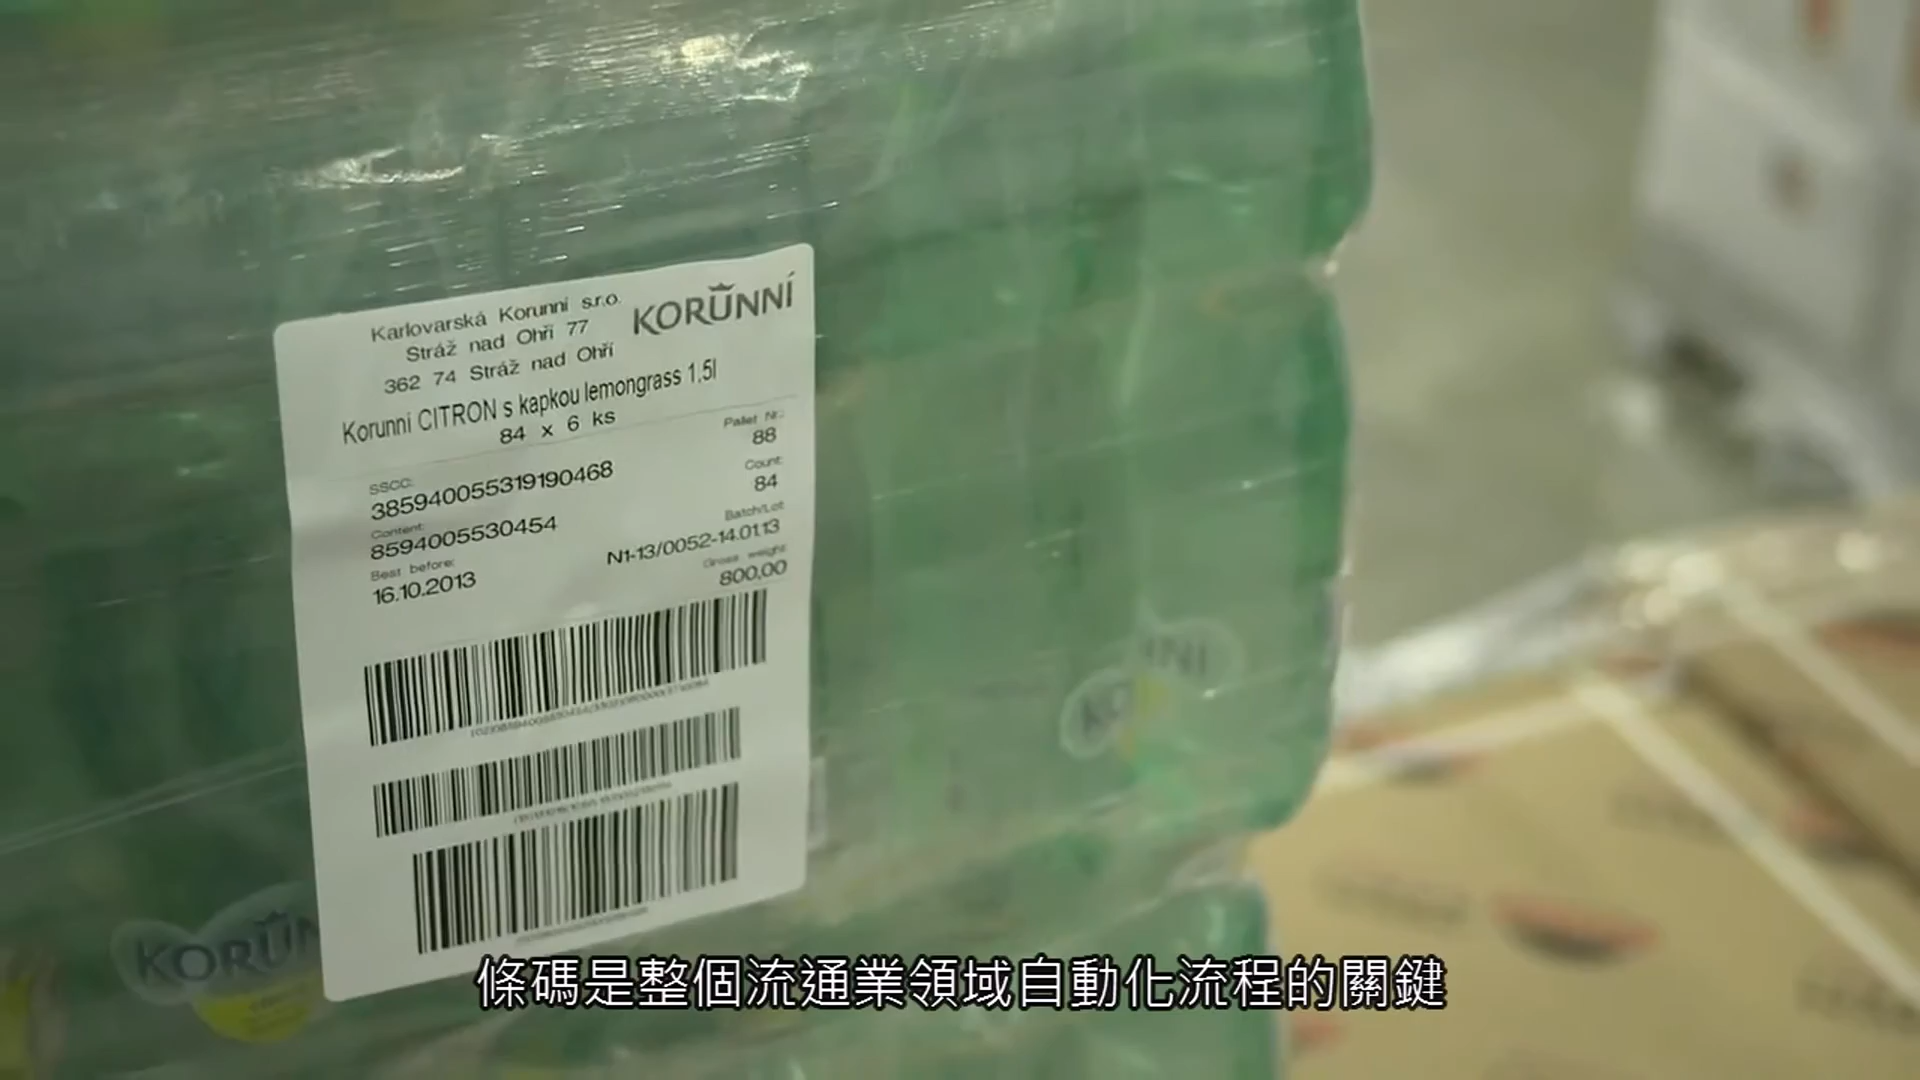 Karlovarská Korunní s.r.o.
Stráž nad Ohří 77
362 74 Stráž nad Ohří
KORUNNÍ
Korunní CITRON s kapkou lemongrass 1,5l
84 x 6 ks
Pallet Nr.:
88
SSCC:
385940055319190468
Count:
84
Content:
8594005530454
Batch/Lot
N1-13/0052-14.01.13
Best before:
16.10.2013
Gross weight
800,00
條碼是整個流通業領域自動化流程的關鍵